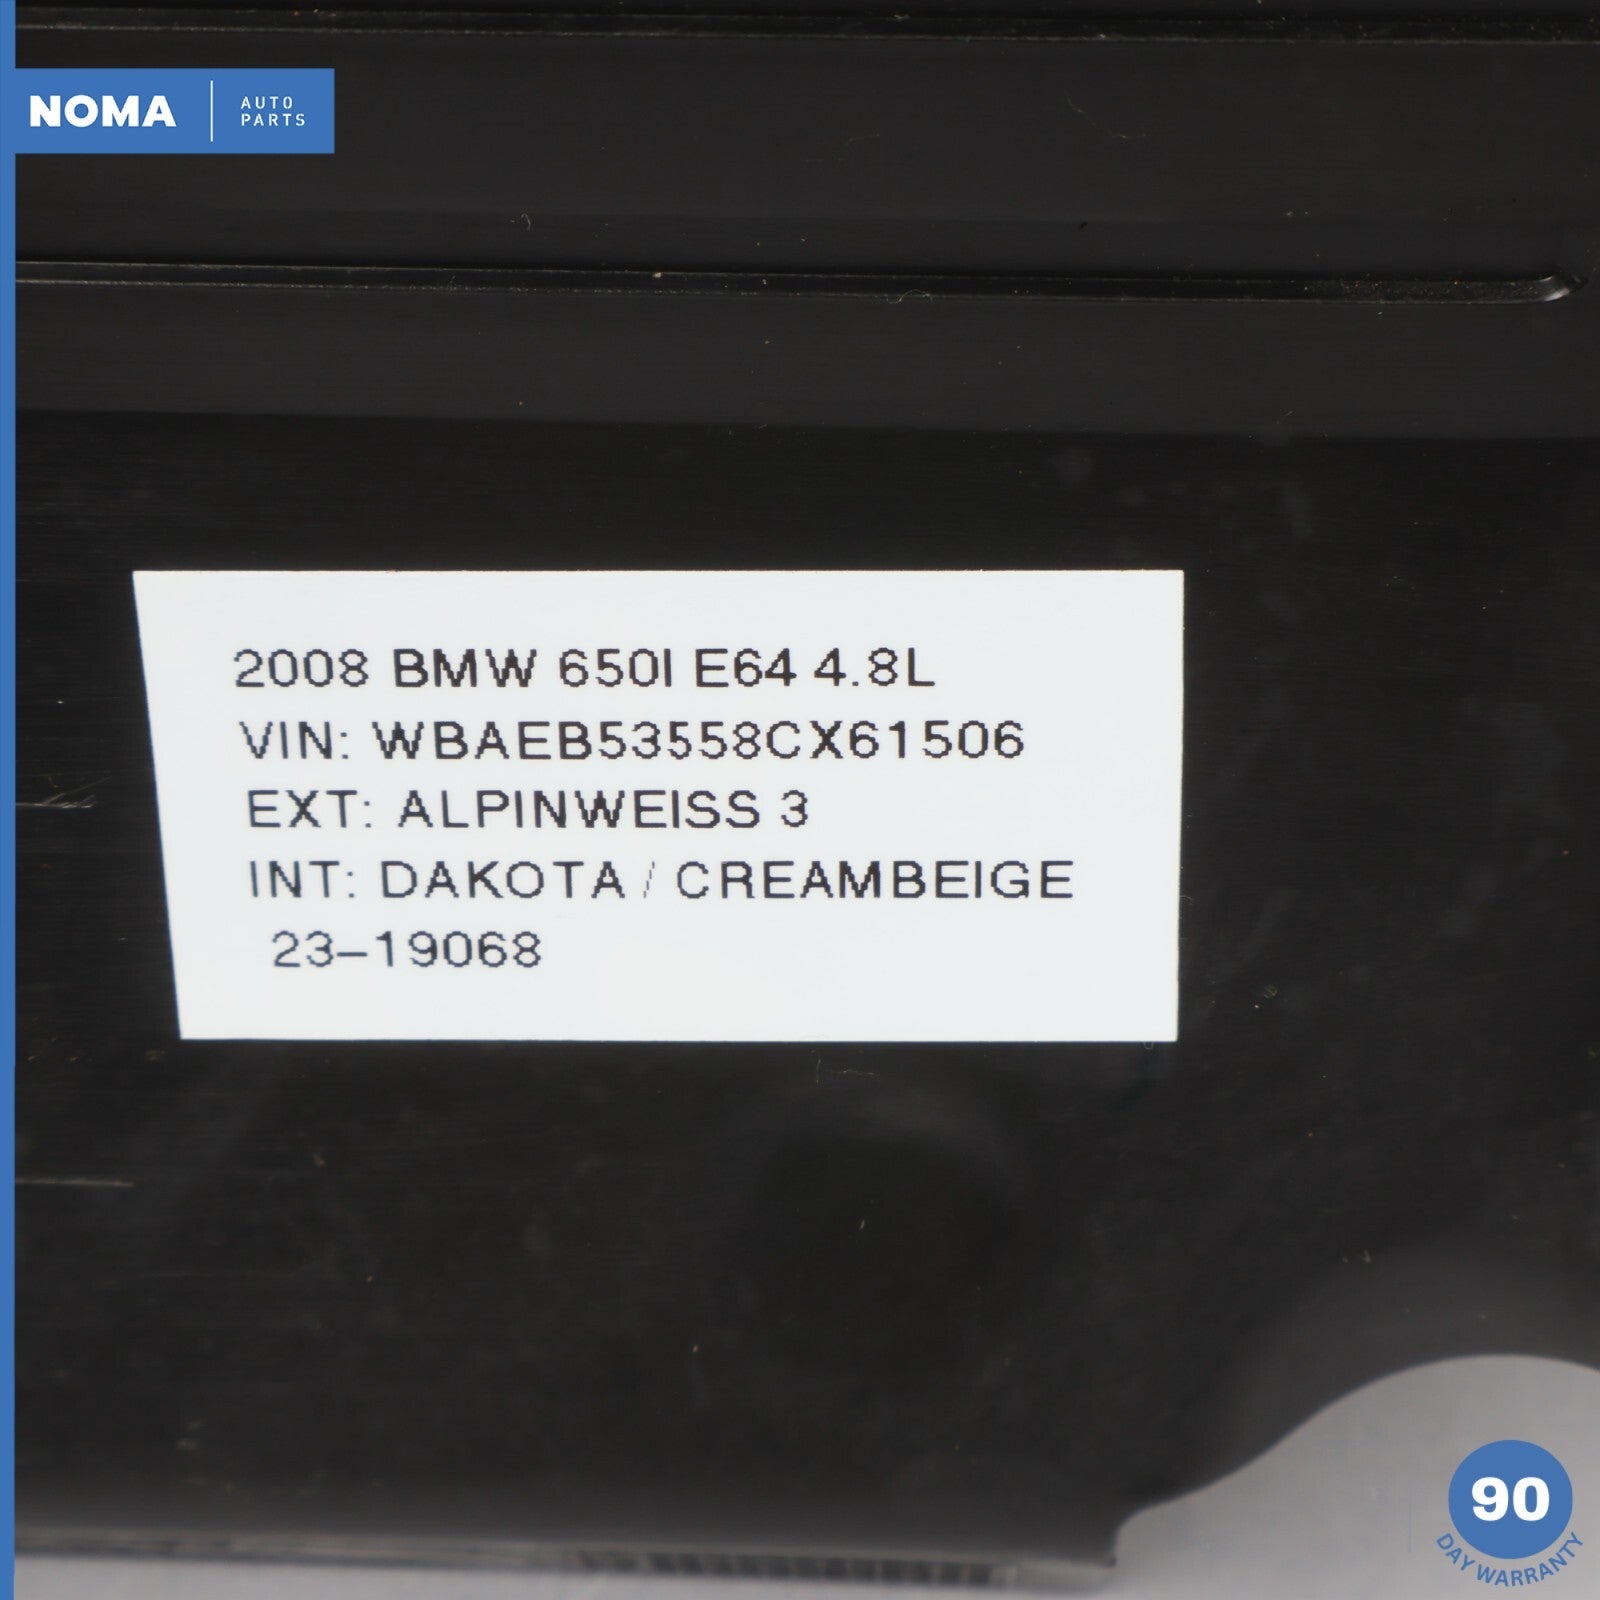 NOMA
AUTO
PARTS
2008 BMW 650I E64 4.8L
VIN: WBAEB53558CX61506
EXT: ALPINWEISS 3
INT: DAKOTA / CREAMBEIGE
23-19068
90
DAY WARRANTY